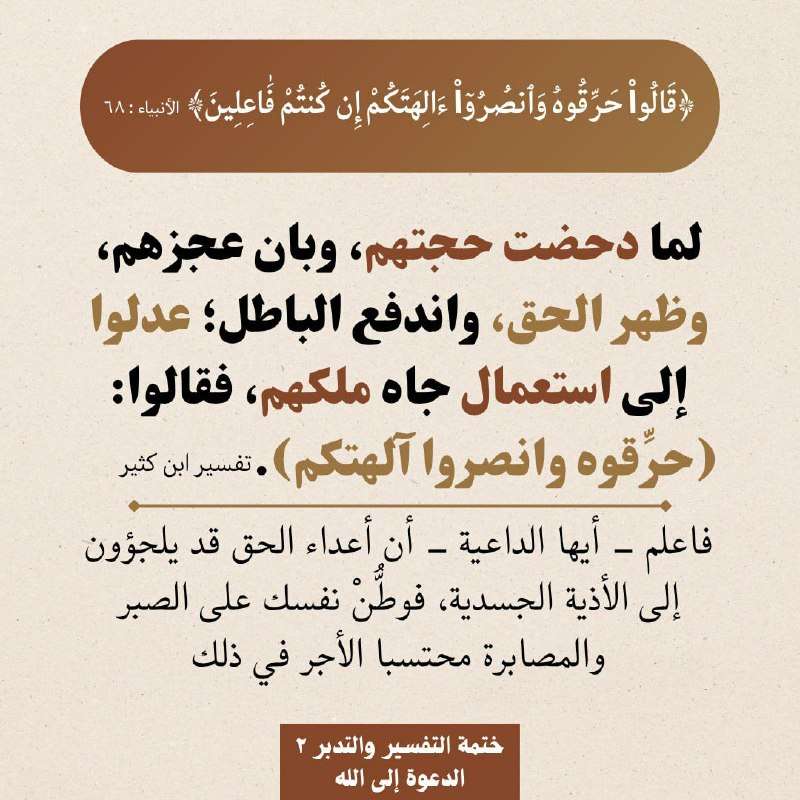 ﴿قَالُوا۟ حَرِّقُوهُ وَٱنصُرُوٓا۟ ءَالِهَتَكُمْ إِن كُنتُمْ فَٰعِلِينَ﴾ الأنبياء : ٦٨
لما دحضت حجتهم، وبان عجزهم،
وظهر الحق، واندفع الباطل؛ عدلوا
إلى استعمال جاه ملكهم، فقالوا:
(حرِّقوه وانصروا آلهتكم). تفسير ابن كثير
فاعلم – أيها الداعية – أن أعداء الحق قد يلجؤون
إلى الأذية الجسدية، فوطُّنْ نفسك على الصبر
والمصابرة محتسبا الأجر في ذلك
ختمة التفسير والتدبر ٢
الدعوة إلى الله